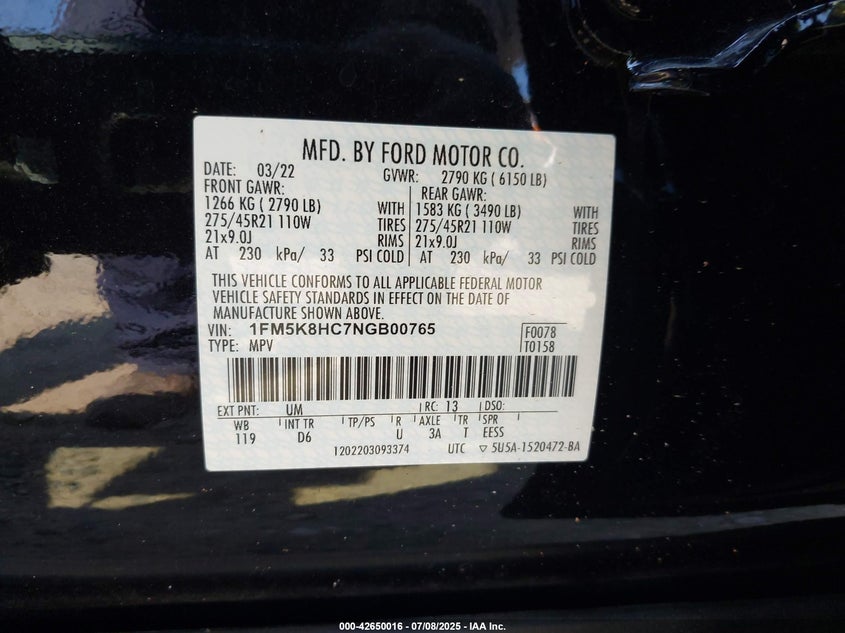 MFD. BY FORD MOTOR CO.
DATE: 03/22 GVWR: 2790 KG ( 6150 LB)
FRONT GAWR: REAR GAWR:
1266 KG ( 2790 LB) WITH 1583 KG ( 3490 LB) WITH
275/45R21 110W TIRES 275/45R21 110W TIRES
21x9.0J RIMS 21x9.0J RIMS
AT 230 kPa/ 33 PSI COLD AT 230 kPa/ 33 PSI COLD
THIS VEHICLE CONFORMS TO ALL APPLICABLE FEDERAL MOTOR
VEHICLE SAFETY STANDARDS IN EFFECT ON THE DATE OF
MANUFACTURE SHOWN ABOVE.
VIN: 1FM5K8HC7NGB00765 F0078
TYPE: MPV T0158
EXT PNT: UM RC: 13 DSO:
WB INT TR TP/PS R AXLE TR SPR
119 D6 U 3A T EESS
1202203093374 UTC ▽ 5U5A-1520472-BA
000-42650016 - 07/08/2025 - IAA Inc.